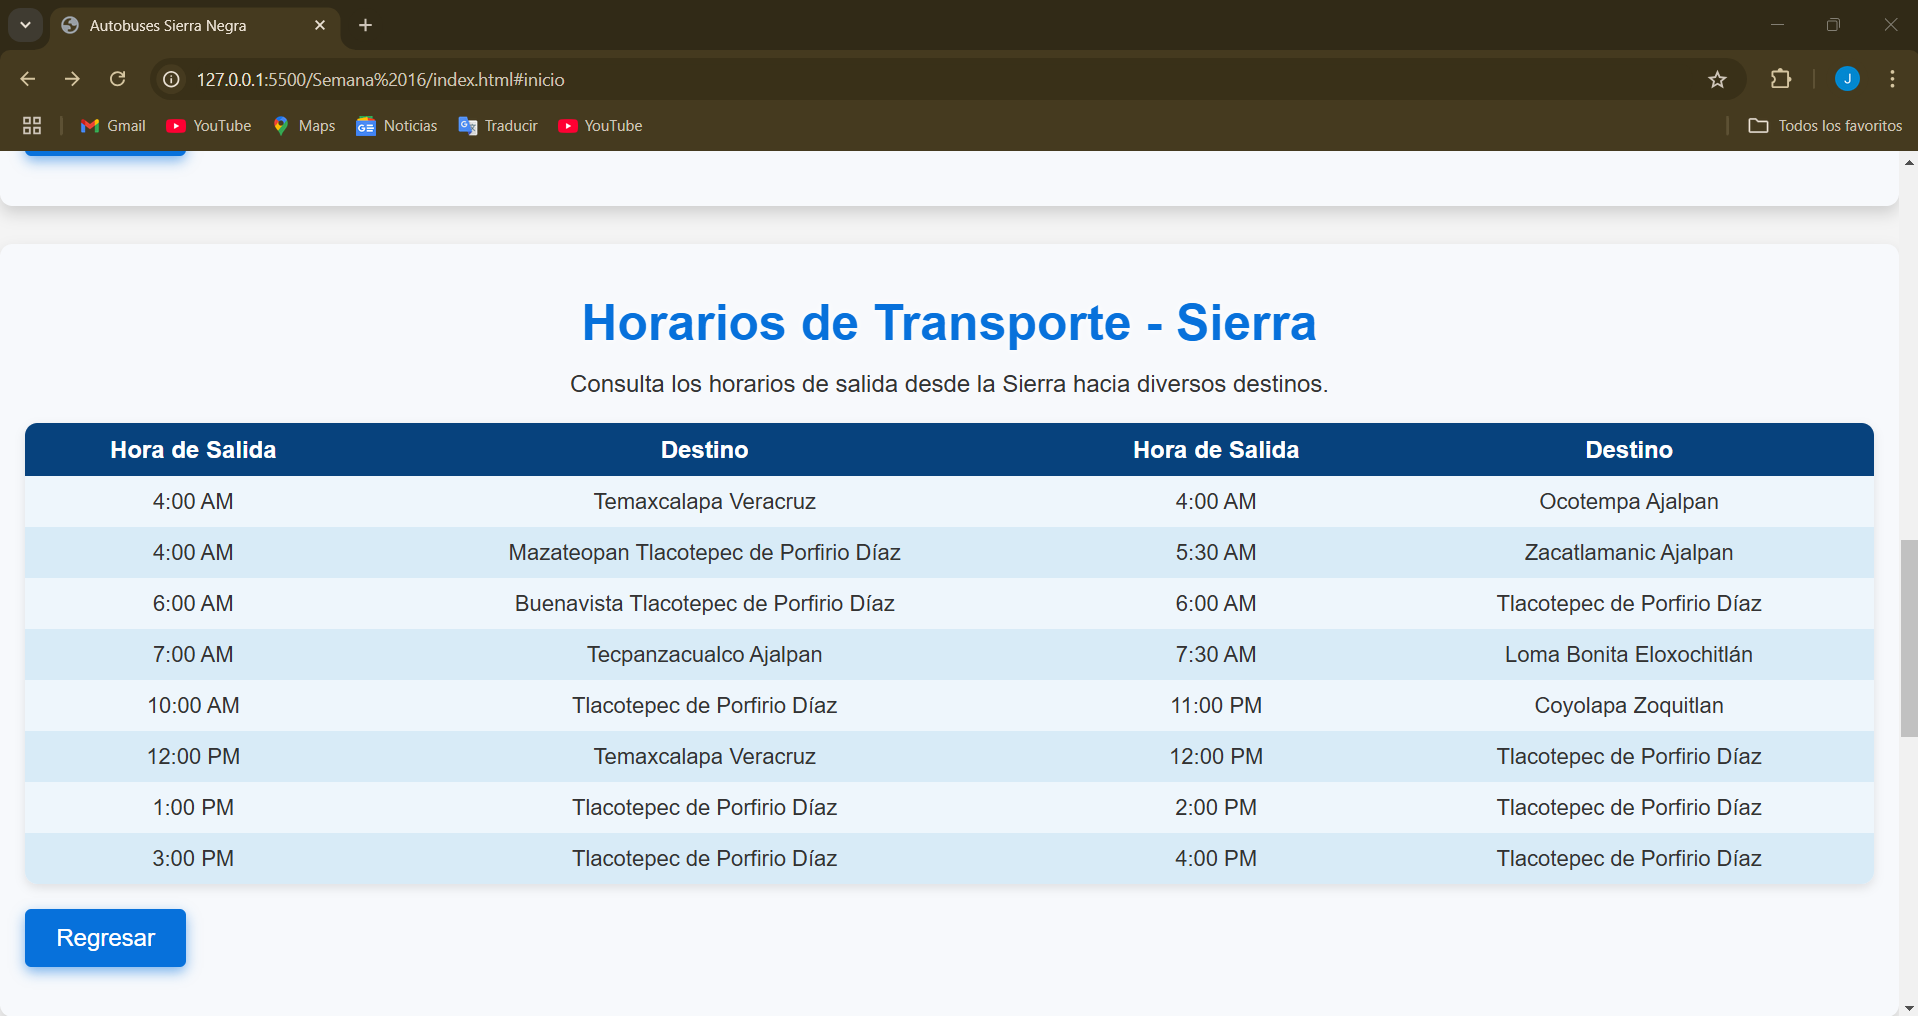 Autobuses Sierra Negra
127.0.0.1:5500/Semana%2016/index.html#inicio
J
Gmail YouTube Maps Noticias Traducir YouTube Todos los favoritos
Horarios de Transporte - Sierra
Consulta los horarios de salida desde la Sierra hacia diversos destinos.
Hora de Salida Destino Hora de Salida Destino
4:00 AM Temaxcalapa Veracruz 4:00 AM Ocotempa Ajalpan
4:00 AM Mazateopan Tlacotepec de Porfirio Díaz 5:30 AM Zacatlamanic Ajalpan
6:00 AM Buenavista Tlacotepec de Porfirio Díaz 6:00 AM Tlacotepec de Porfirio Díaz
7:00 AM Tecpanzacualco Ajalpan 7:30 AM Loma Bonita Eloxochitlán
10:00 AM Tlacotepec de Porfirio Díaz 11:00 PM Coyolapa Zoquitlan
12:00 PM Temaxcalapa Veracruz 12:00 PM Tlacotepec de Porfirio Díaz
1:00 PM Tlacotepec de Porfirio Díaz 2:00 PM Tlacotepec de Porfirio Díaz
3:00 PM Tlacotepec de Porfirio Díaz 4:00 PM Tlacotepec de Porfirio Díaz
Regresar